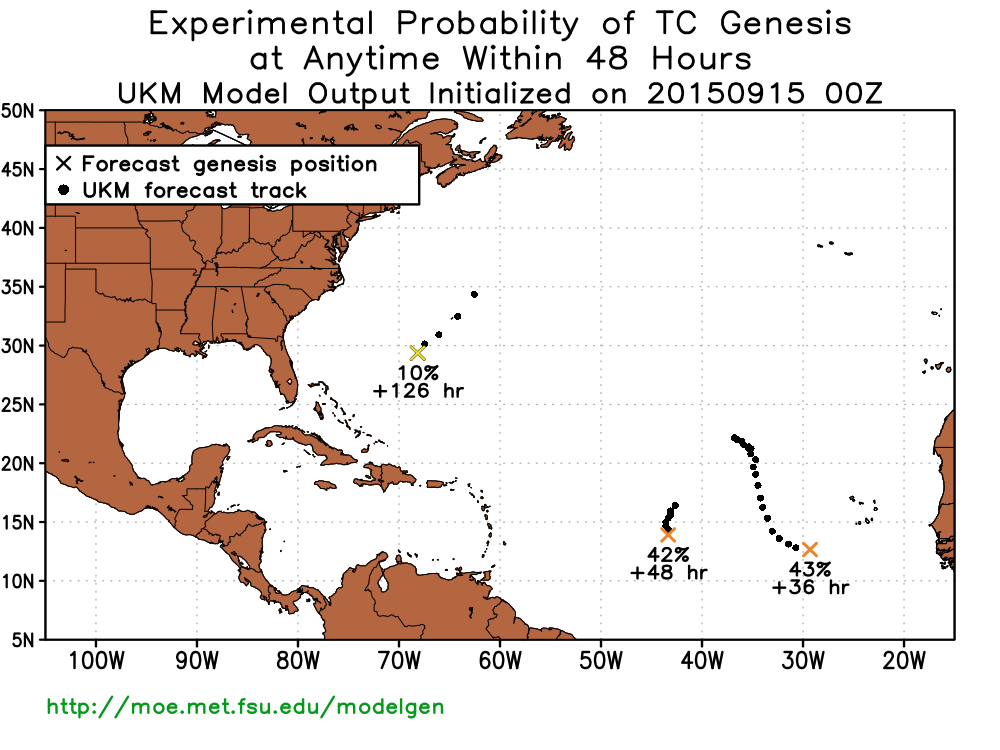 Experimental Probability of TC Genesis
at Anytime Within 48 Hours
UKM Model Output Initialized on 20150915 00Z
50N
Forecast genesis position
45N
UKM forecast track
40N
35N
30N
10%
+126 hr
25N
20N
15N
42%
+48 hr
43%
+36 hr
10N
5N
100W 90W 80W 70W 60W 50W 40W 30W 20W
http://moe.met.fsu.edu/modelgen